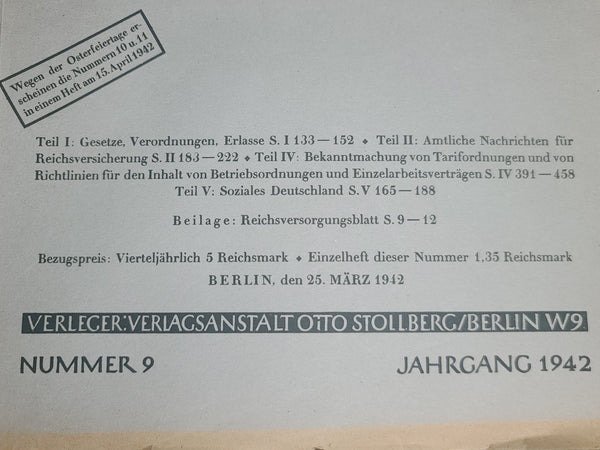 Wegen der Osterfeiertage er-
scheinen die Nummern 10 u. 11
in einem Heft am 15. April 1942
Teil I: Gesetze, Verordnungen, Erlasse S. I 133—152 ◆ Teil II: Amtliche Nachrichten für
Reichsversicherung S. II 183—222 ◆ Teil IV: Bekanntmachung von Tarifordnungen und von
Richtlinien für den Inhalt von Betriebsordnungen und Einzelarbeitsverträgen S. IV 391—458
Teil V: Soziales Deutschland S. V 165—188
Beilage: Reichsversorgungsblatt S. 9—12
Bezugspreis: Vierteljährlich 5 Reichsmark ◆ Einzelheft dieser Nummer 1,35 Reichsmark
BERLIN, den 25. MÄRZ 1942
VERLEGER: VERLAGSANSTALT OTTO STOLLBERG/BERLIN W9
NUMMER 9
JAHRGANG 1942